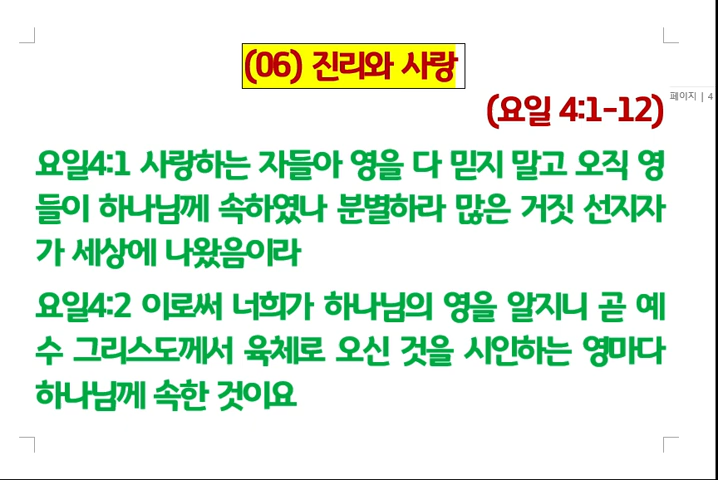 (06) 진리와 사랑
(요일 4:1-12)
페이지 | 4
요일4:1 사랑하는 자들아 영을 다 믿지 말고 오직 영
들이 하나님께 속하였나 분별하라 많은 거짓 선지자
가 세상에 나왔음이라
요일4:2 이로써 너희가 하나님의 영을 알지니 곧 예
수 그리스도께서 육체로 오신 것을 시인하는 영마다
하나님께 속한 것이요